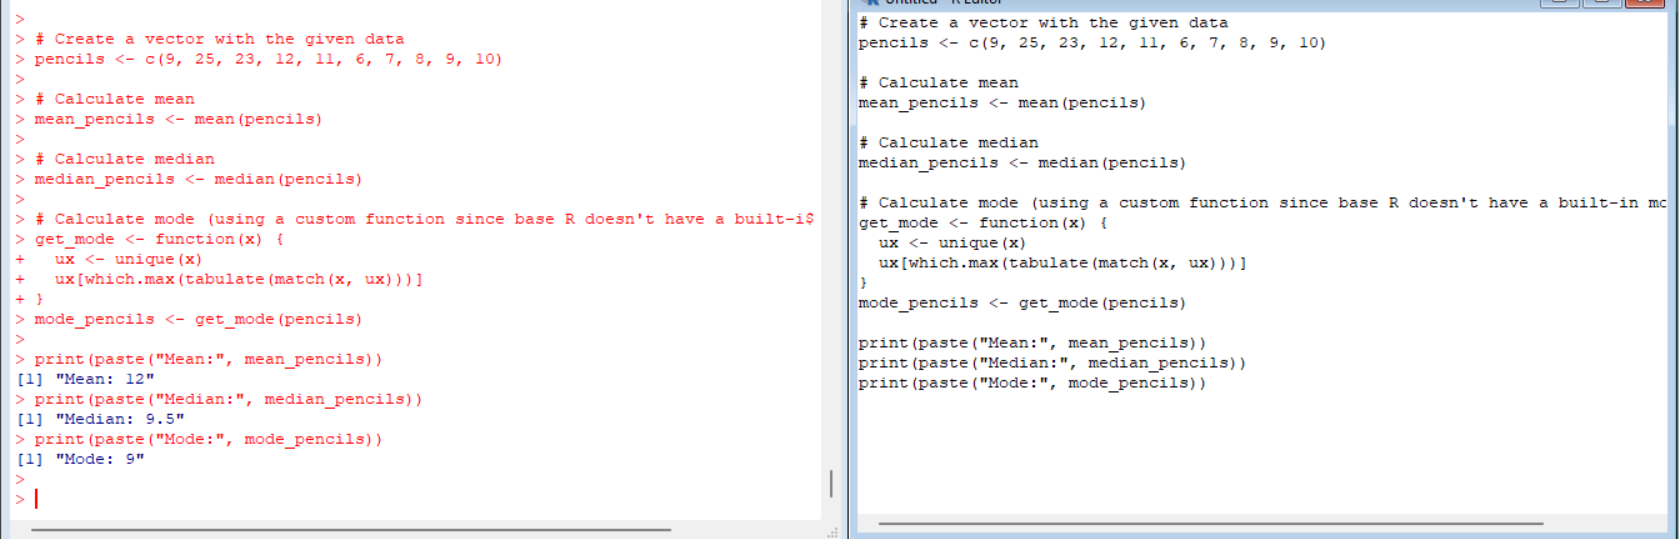 >
> # Create a vector with the given data
> pencils <- c(9, 25, 23, 12, 11, 6, 7, 8, 9, 10)
>
> # Calculate mean
> mean_pencils <- mean(pencils)
>
> # Calculate median
> median_pencils <- median(pencils)
>
> # Calculate mode (using a custom function since base R doesn't have a built-i$
> get_mode <- function(x) {
+   ux <- unique(x)
+   ux[which.max(tabulate(match(x, ux)))]
+ }
> mode_pencils <- get_mode(pencils)
>
> print(paste("Mean:", mean_pencils))
[1] "Mean: 12"
> print(paste("Median:", median_pencils))
[1] "Median: 9.5"
> print(paste("Mode:", mode_pencils))
[1] "Mode: 9"
>
>
Untitled - R Editor
# Create a vector with the given data
pencils <- c(9, 25, 23, 12, 11, 6, 7, 8, 9, 10)
# Calculate mean
mean_pencils <- mean(pencils)
# Calculate median
median_pencils <- median(pencils)
# Calculate mode (using a custom function since base R doesn't have a built-in mo
get_mode <- function(x) {
  ux <- unique(x)
  ux[which.max(tabulate(match(x, ux)))]
}
mode_pencils <- get_mode(pencils)
print(paste("Mean:", mean_pencils))
print(paste("Median:", median_pencils))
print(paste("Mode:", mode_pencils))